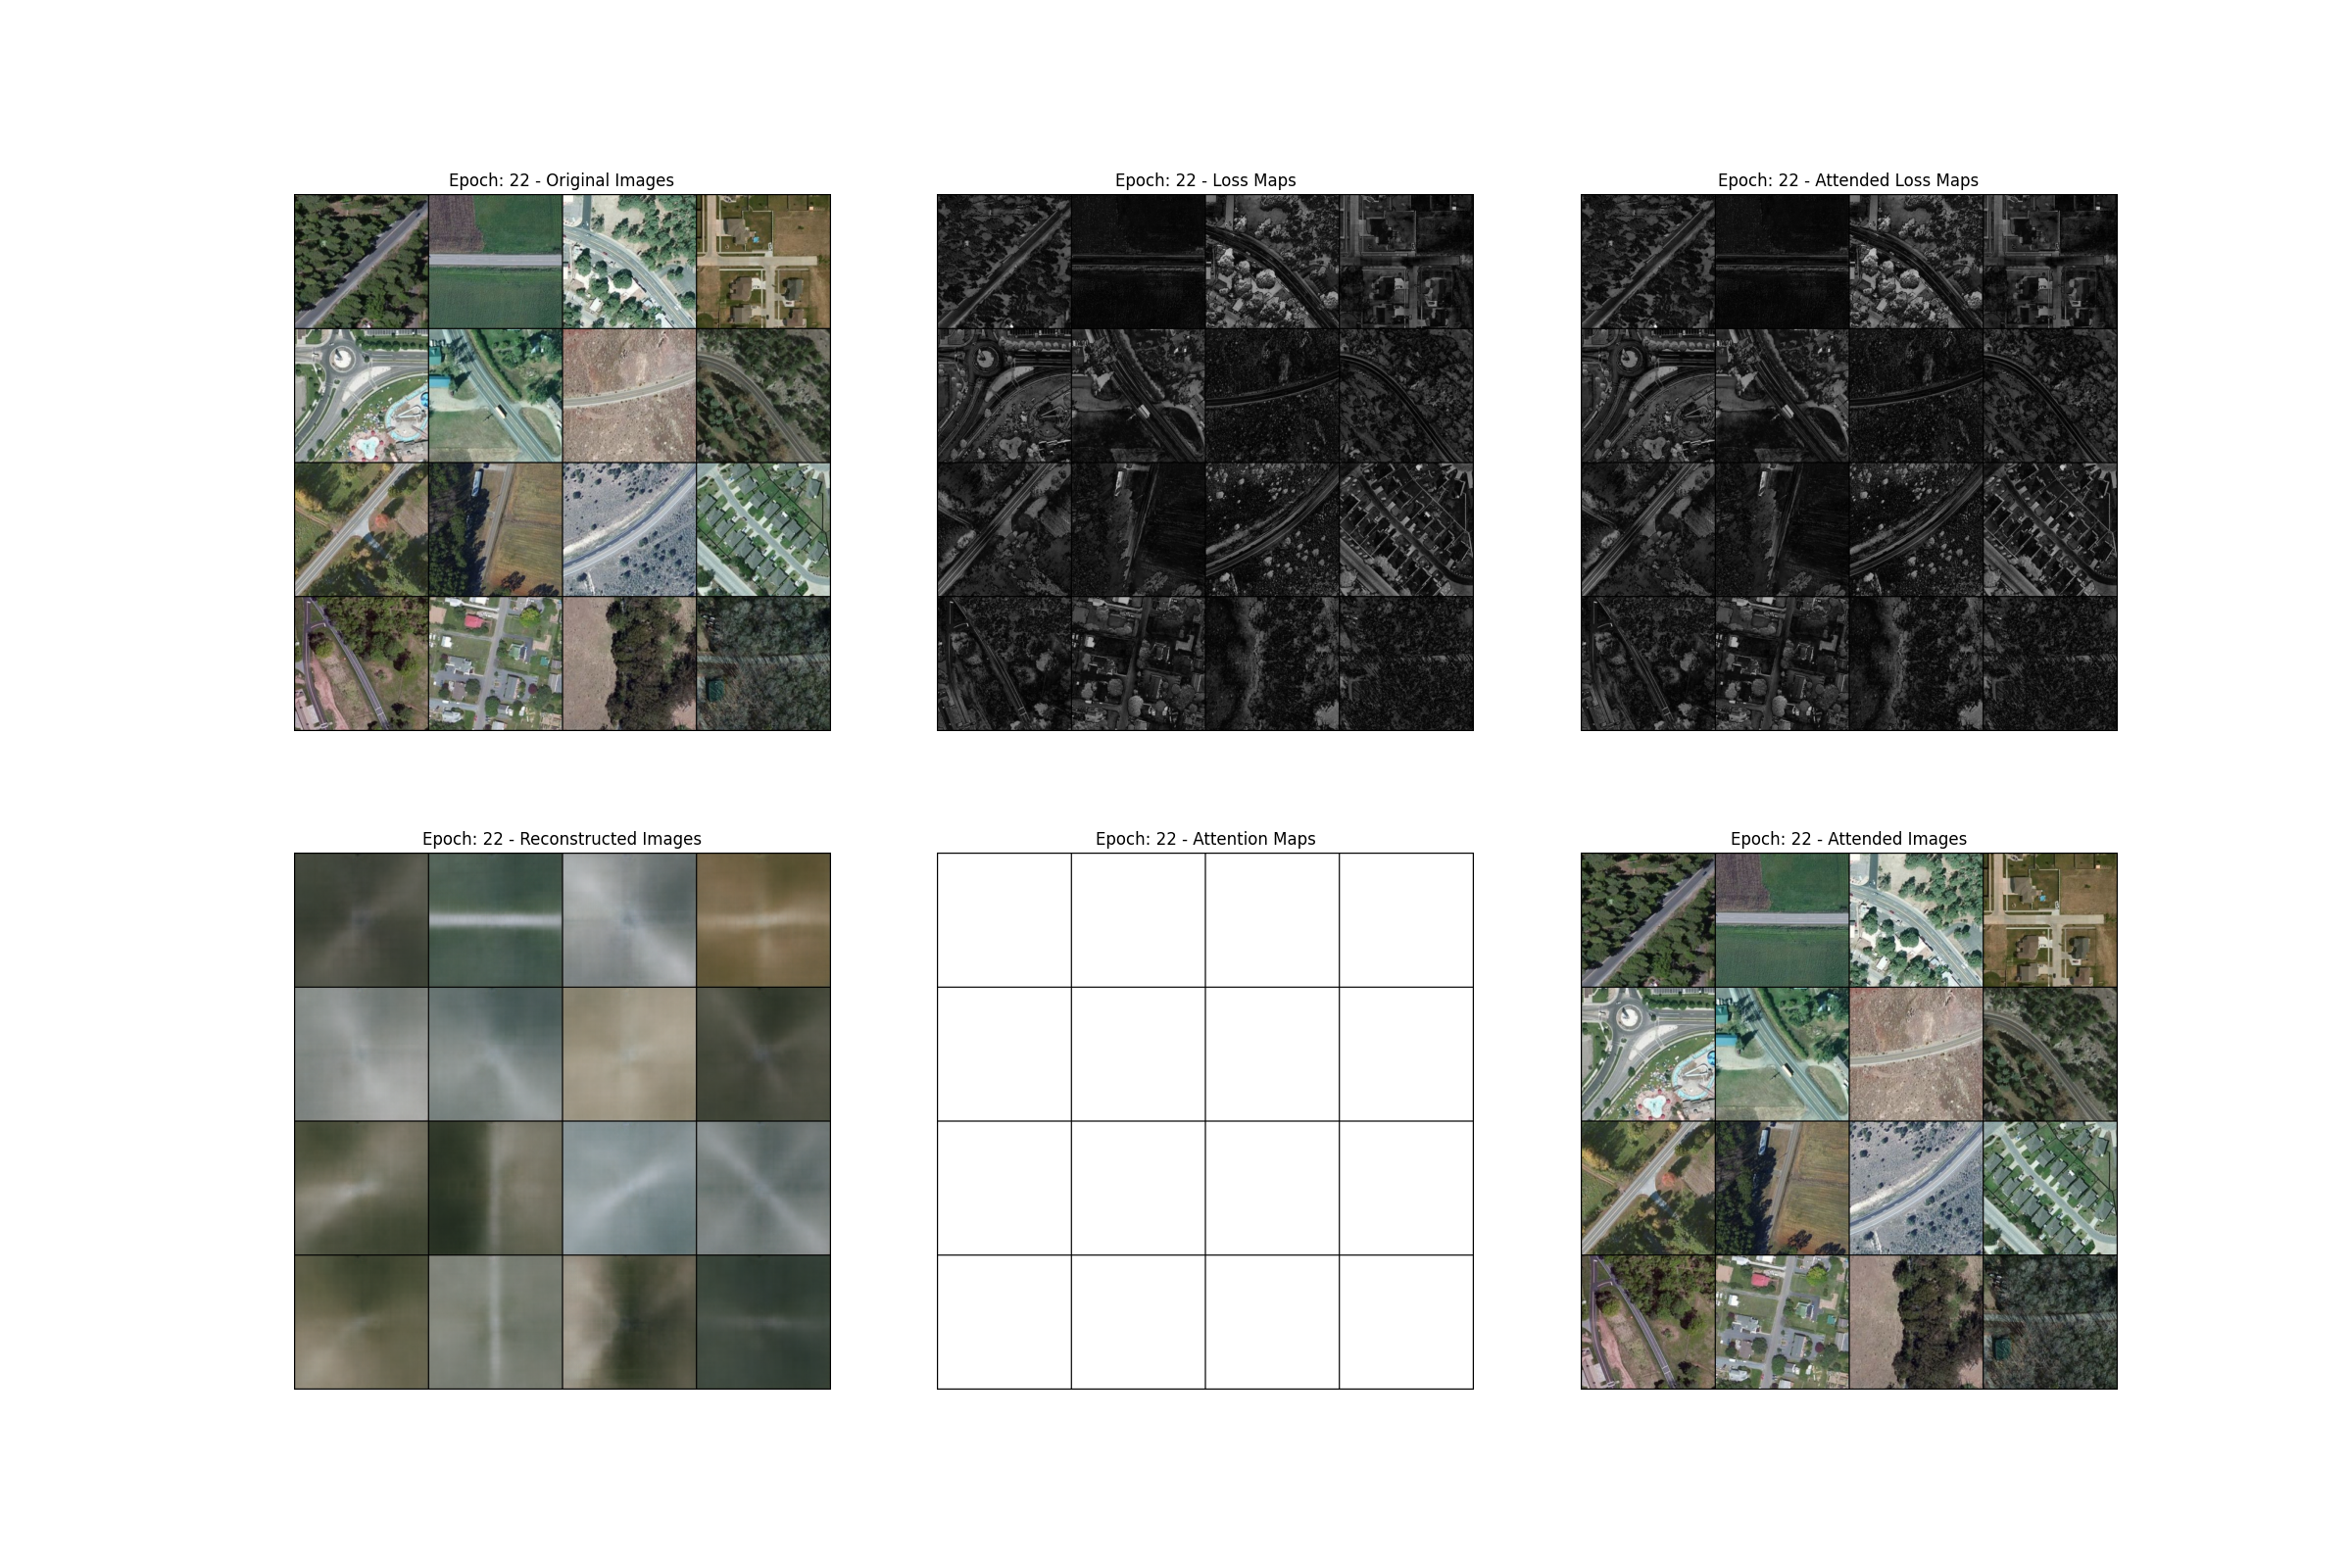 Epoch: 22 - Original Images
Epoch: 22 - Loss Maps
Epoch: 22 - Attended Loss Maps
Epoch: 22 - Reconstructed Images
Epoch: 22 - Attention Maps
Epoch: 22 - Attended Images